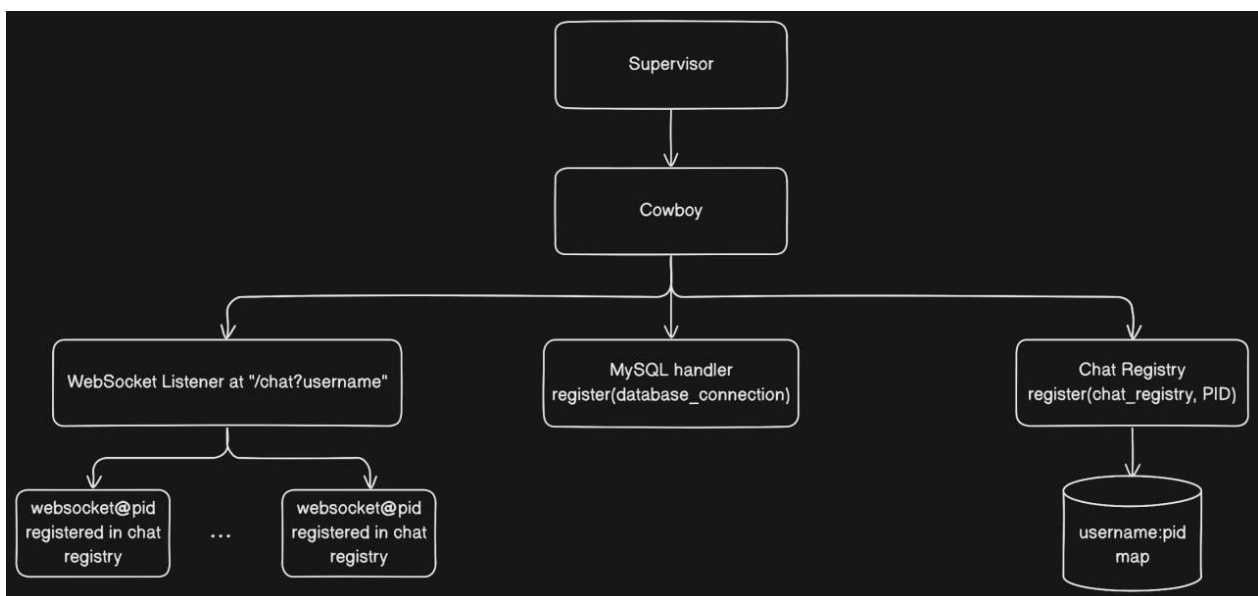 Supervisor
Cowboy
WebSocket Listener at "/chat?username"
MySQL handler
register(database_connection)
Chat Registry
register(chat_registry, PID)
websocket@pid
registered in chat
registry
...
websocket@pid
registered in chat
registry
username:pid
map